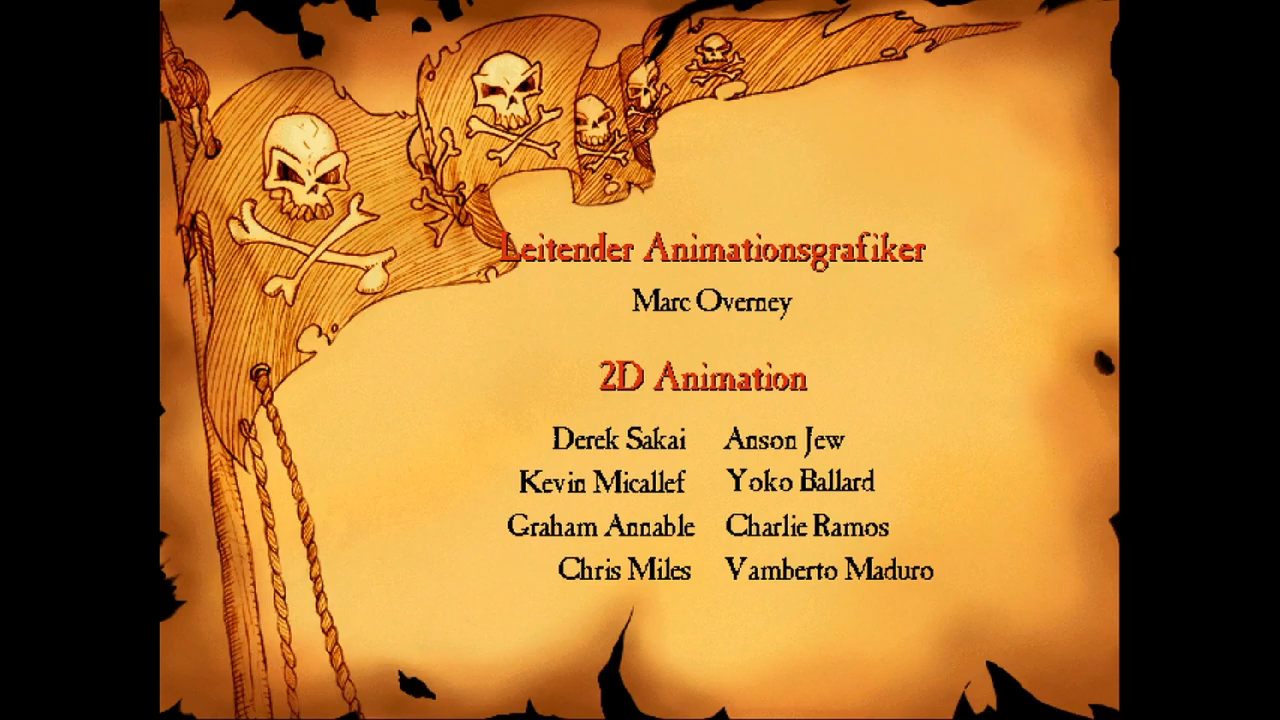 Leitender Animationsgrafiker
Marc Overney
2D Animation
Derek Sakai Anson Jew
Kevin Micallef Yoko Ballard
Graham Annable Charlie Ramos
Chris Miles Vamberto Maduro